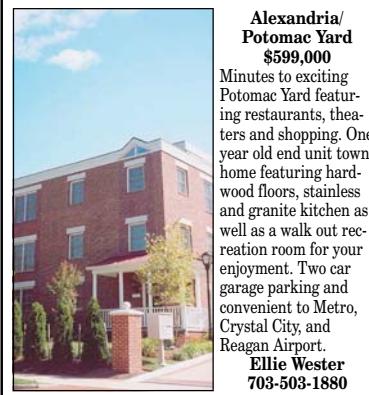 Alexandria/
Potomac Yard
$599,000
Minutes to exciting
Potomac Yard featur-
ing restaurants, thea-
ters and shopping. One
year old end unit town
home featuring hard-
wood floors, stainless
and granite kitchen as
well as a walk out rec-
reation room for your
enjoyment. Two car
garage parking and
convenient to Metro,
Crystal City, and
Reagan Airport.
Ellie Wester
703-503-1880